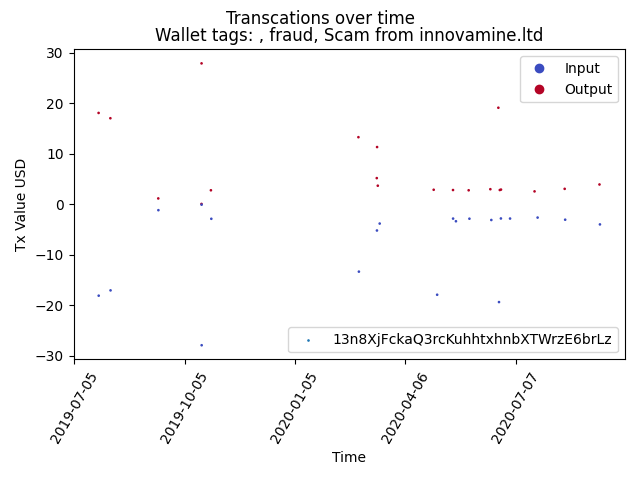 Transcations over time
Wallet tags: , fraud, Scam from innovamine.ltd
30
20
10
0
−10
−20
−30
Tx Value USD
Input
Output
13n8XjFckaQ3rcKuhhtxhnbXTWrzE6brLz
2019-07-05
2019-10-05
2020-01-05
2020-04-06
2020-07-07
Time